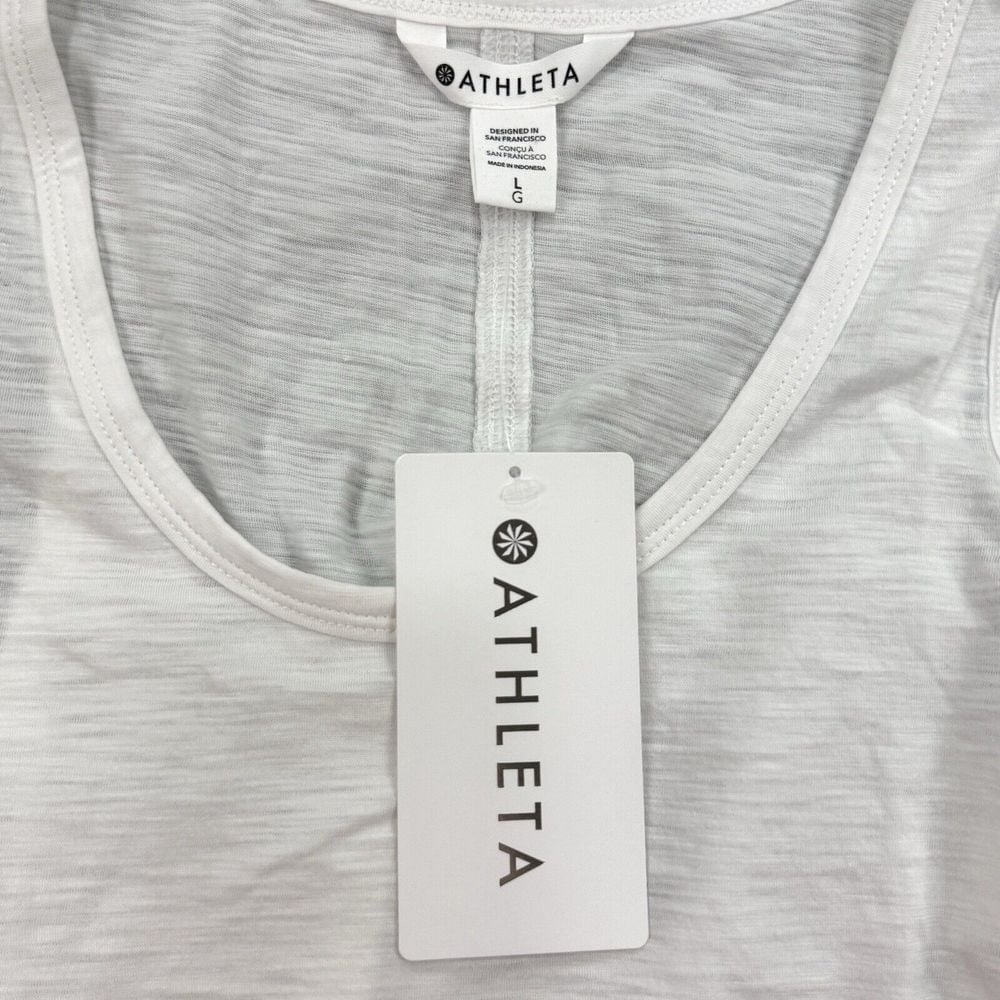 ATHLETA
DESIGNED IN
SAN FRANCISCO
CONÇU À
SAN FRANCISCO
MADE IN INDONESIA
L
G
ATHLETA